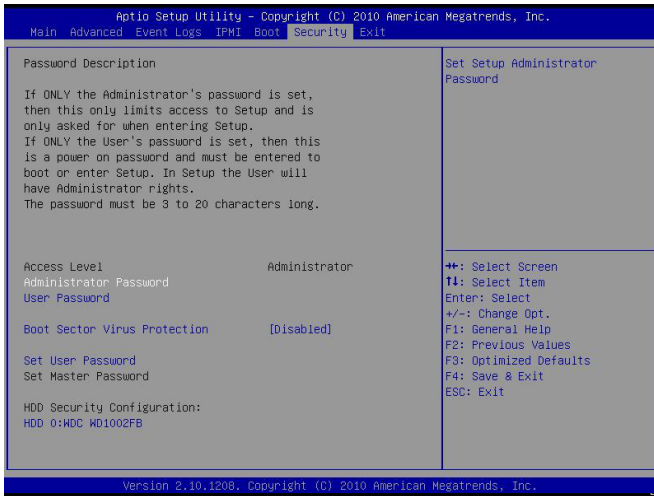 Aptio Setup Utility – Copyright (C) 2010 American Megatrends, Inc.
Main Advanced Event Logs IPMI Boot Security Exit
Password Description
If ONLY the Administrator's password is set,
then this only limits access to Setup and is
only asked for when entering Setup.
If ONLY the User's password is set, then this
is a power on password and must be entered to
boot or enter Setup. In Setup the User will
have Administrator rights.
The password must be 3 to 20 characters long.
Access Level Administrator
Administrator Password
User Password
Boot Sector Virus Protection [Disabled]
Set User Password
Set Master Password
HDD Security Configuration:
HDD 0:WDC WD1002FB
Set Setup Administrator
Password
→←: Select Screen
↑↓: Select Item
Enter: Select
+/-: Change Opt.
F1: General Help
F2: Previous Values
F3: Optimized Defaults
F4: Save & Exit
ESC: Exit
Version 2.10.1208. Copyright (C) 2010 American Megatrends, Inc.